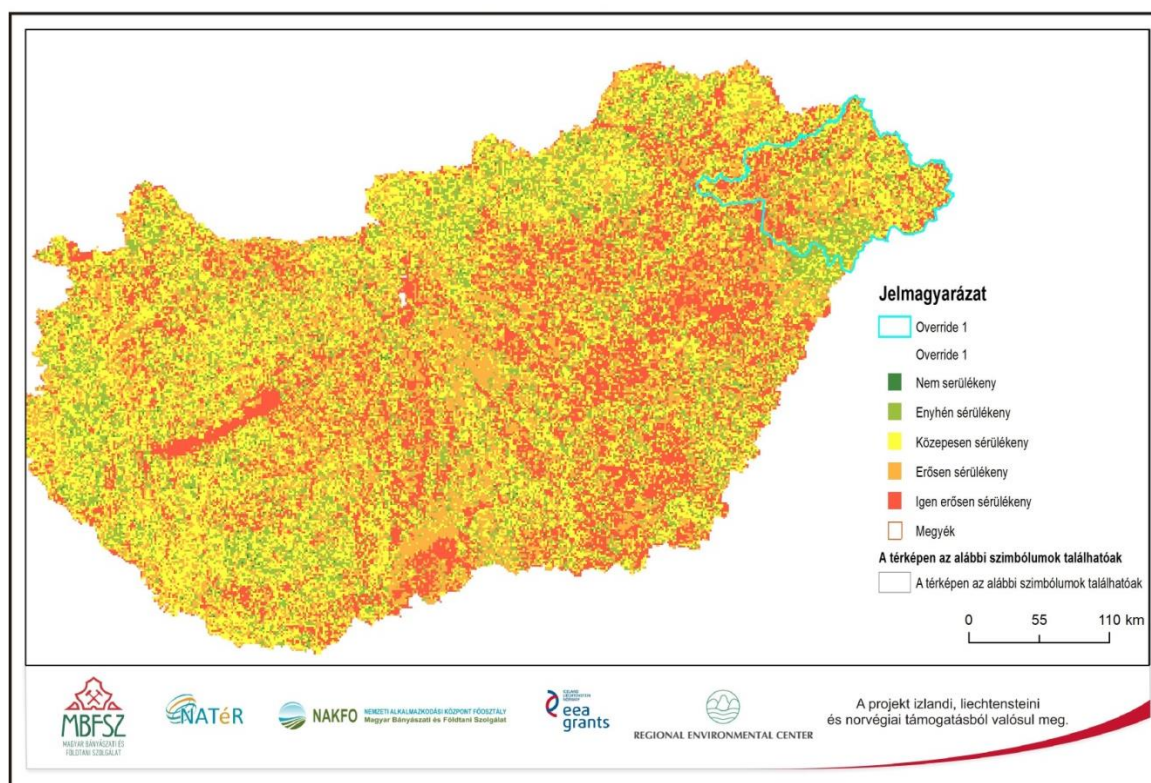 Jelmagyarázat
Override 1
Override 1
Nem serülékeny
Enyhén sérülékeny
Közepesen sérülékeny
Erősen sérülékeny
Igen erősen sérülékeny
Megyék
A térképen az alábbi szimbólumok találhatóak
A térképen az alábbi szimbólumok találhatóak
0 55 110 km
MBFSZ
MAGYAR BÁNYÁSZATI ÉS
FÖLDTANI SZOLGÁLAT
NATéR
NAKFO
NEMZETI ALKALMAZKODÁSI KÖZPONT FŐOSZTÁLY
Magyar Bányászati és Földtani Szolgálat
ICELAND
LIECHTENSTEIN
NORWAY
eea
grants
REGIONAL ENVIRONMENTAL CENTER
A projekt izlandi, liechtensteini
és norvégiai támogatásból valósul meg.